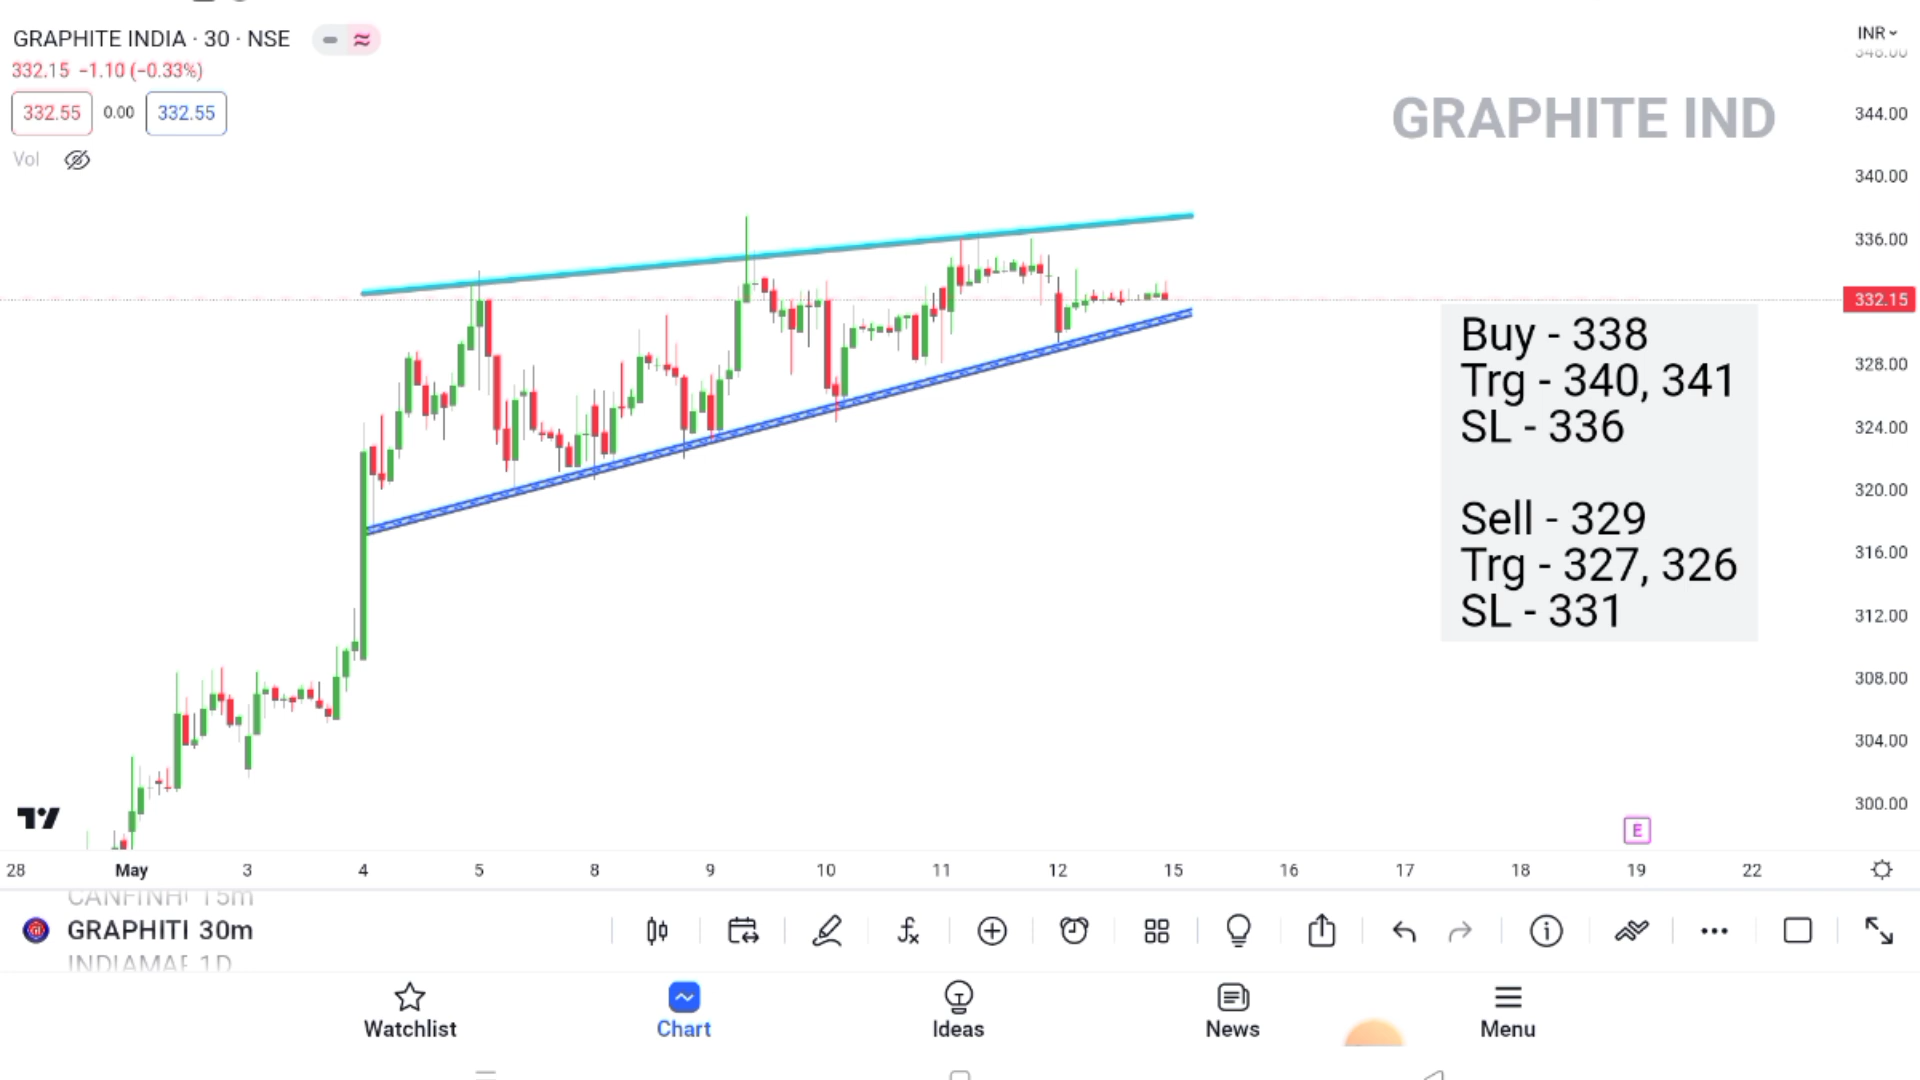 GRAPHITE INDIA · 30 · NSE
332.15 −1.10 (−0.33%)
332.55 0.00 332.55
Vol
INR
348.00
GRAPHITE IND
344.00
340.00
336.00
332.15
328.00
324.00
320.00
316.00
312.00
308.00
304.00
300.00
Buy - 338
Trg - 340, 341
SL - 336
Sell - 329
Trg - 327, 326
SL - 331
E
28 May 3 4 5 8 9 10 11 12 15 16 17 18 19 22
15m
GRAPHITI 30m
1D
Watchlist Chart Ideas News Menu